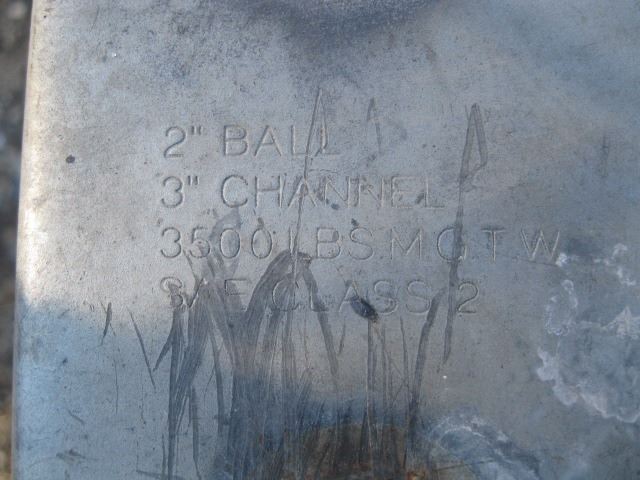 2" BALL
3" CHANNEL
3500 LBS M.G.T.W.
SAE CLASS 2